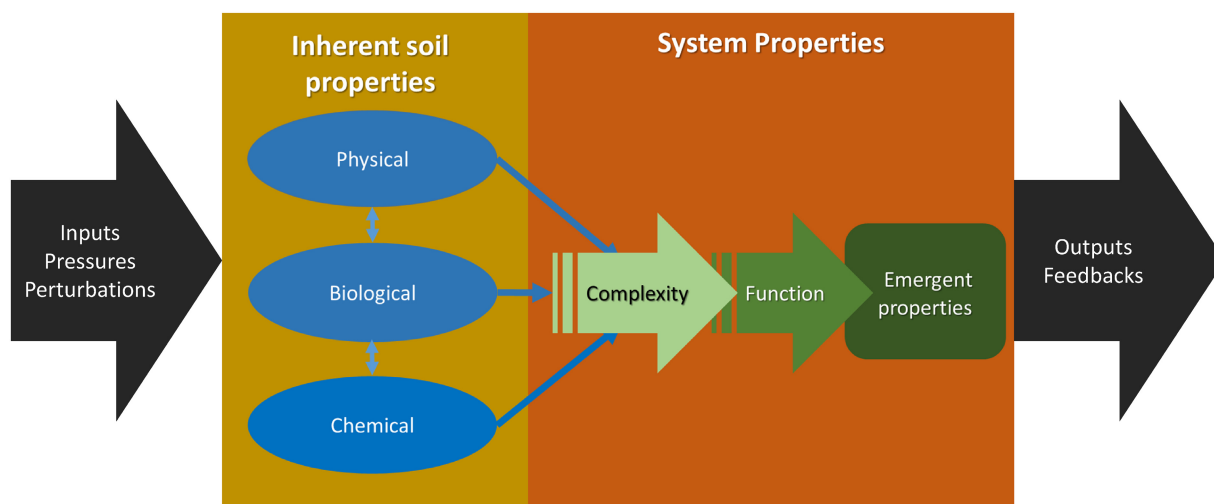 Inherent soil
properties
System Properties
Physical
Inputs
Pressures
Perturbations
Biological
Complexity
Function
Emergent
properties
Outputs
Feedbacks
Chemical